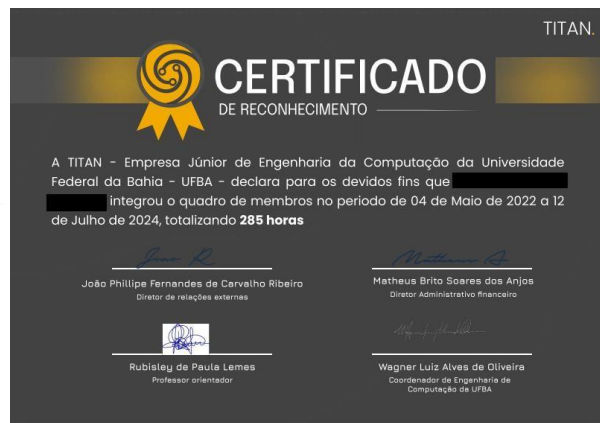 TITAN.
CERTIFICADO
DE RECONHECIMENTO
A TITAN - Empresa Júnior de Engenharia da Computação da Universidade
Federal da Bahia - UFBA - declara para os devidos fins que
integrou o quadro de membros no periodo de 04 de Maio de 2022 a 12
de Julho de 2024, totalizando 285 horas
João R
Matheus A
João Phillipe Fernandes de Carvalho Ribeiro
Diretor de relações externas
Matheus Brito Soares dos Anjos
Diretor Administrativo financeiro
Rubisley de Paula Lemes
Professor orientador
Wagner Luiz Alves de Oliveira
Coordenador de Engenharia de
Computação da UFBA